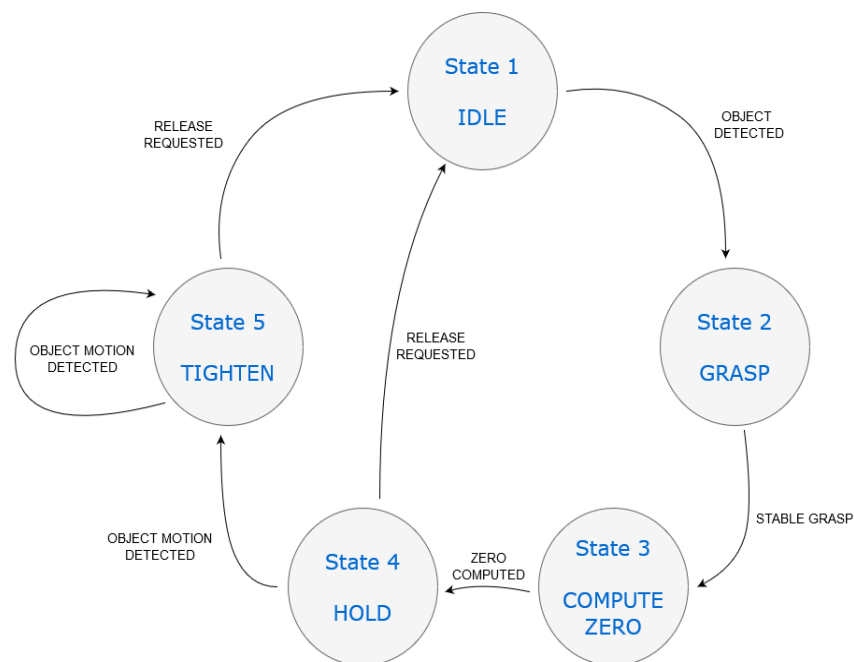 State 1
IDLE
OBJECT
DETECTED
State 2
GRASP
STABLE GRASP
State 3
COMPUTE
ZERO
ZERO
COMPUTED
State 4
HOLD
RELEASE
REQUESTED
OBJECT MOTION
DETECTED
State 5
TIGHTEN
OBJECT MOTION
DETECTED
RELEASE
REQUESTED